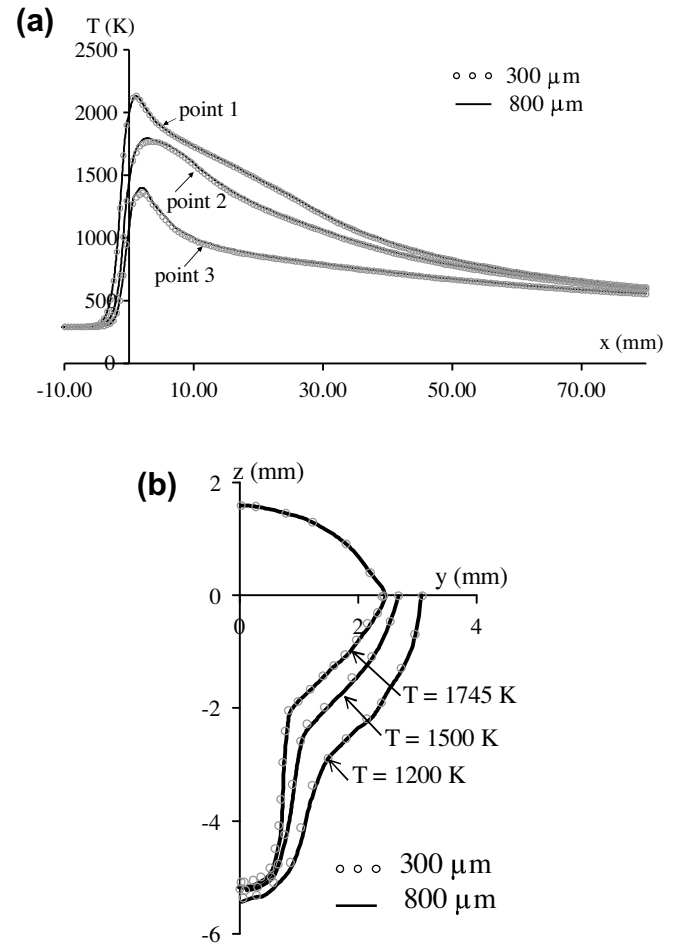 (a)
T (K)
2500
2000
1500
1000
500
0
-10.00 10.00 30.00 50.00 70.00
x (mm)
300 μm
800 μm
point 1
point 2
point 3
(b)
z (mm)
2
0
-2
-4
-6
y (mm)
0 2 4
T = 1745 K
T = 1500 K
T = 1200 K
300 μm
800 μm